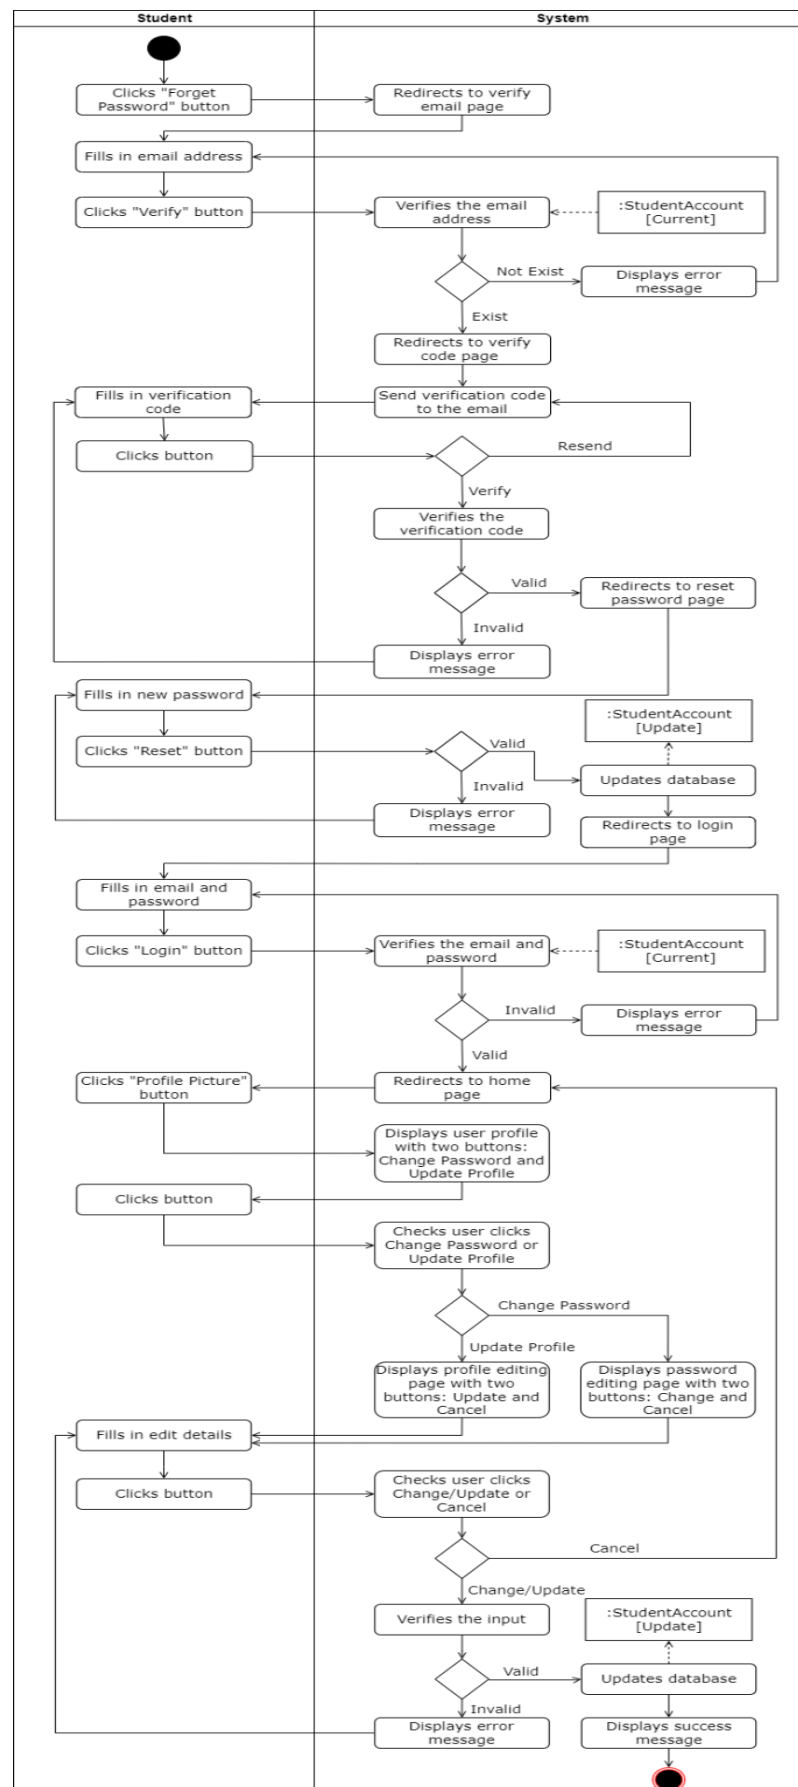 Student
System
Clicks "Forget
Password" button
Redirects to verify
email page
Fills in email address
Clicks "Verify" button
Verifies the email
address
:StudentAccount
[Current]
Not Exist
Displays error
message
Exist
Redirects to verify
code page
Fills in verification
code
Send verification code
to the email
Clicks button
Resend
Verify
Verifies the
verification code
Valid
Redirects to reset
password page
Invalid
Displays error
message
Fills in new password
:StudentAccount
[Update]
Clicks "Reset" button
Valid
Updates database
Invalid
Displays error
message
Redirects to login
page
Fills in email and
password
Clicks "Login" button
Verifies the email and
password
:StudentAccount
[Current]
Invalid
Displays error
message
Valid
Clicks "Profile Picture"
button
Redirects to home
page
Displays user profile
with two buttons:
Change Password and
Update Profile
Clicks button
Checks user clicks
Change Password or
Update Profile
Change Password
Update Profile
Displays profile editing
page with two
buttons: Update and
Cancel
Displays password
editing page with two
buttons: Change and
Cancel
Fills in edit details
Clicks button
Checks user clicks
Change/Update or
Cancel
Cancel
Change/Update
Verifies the input
:StudentAccount
[Update]
Valid
Updates database
Invalid
Displays error
message
Displays success
message